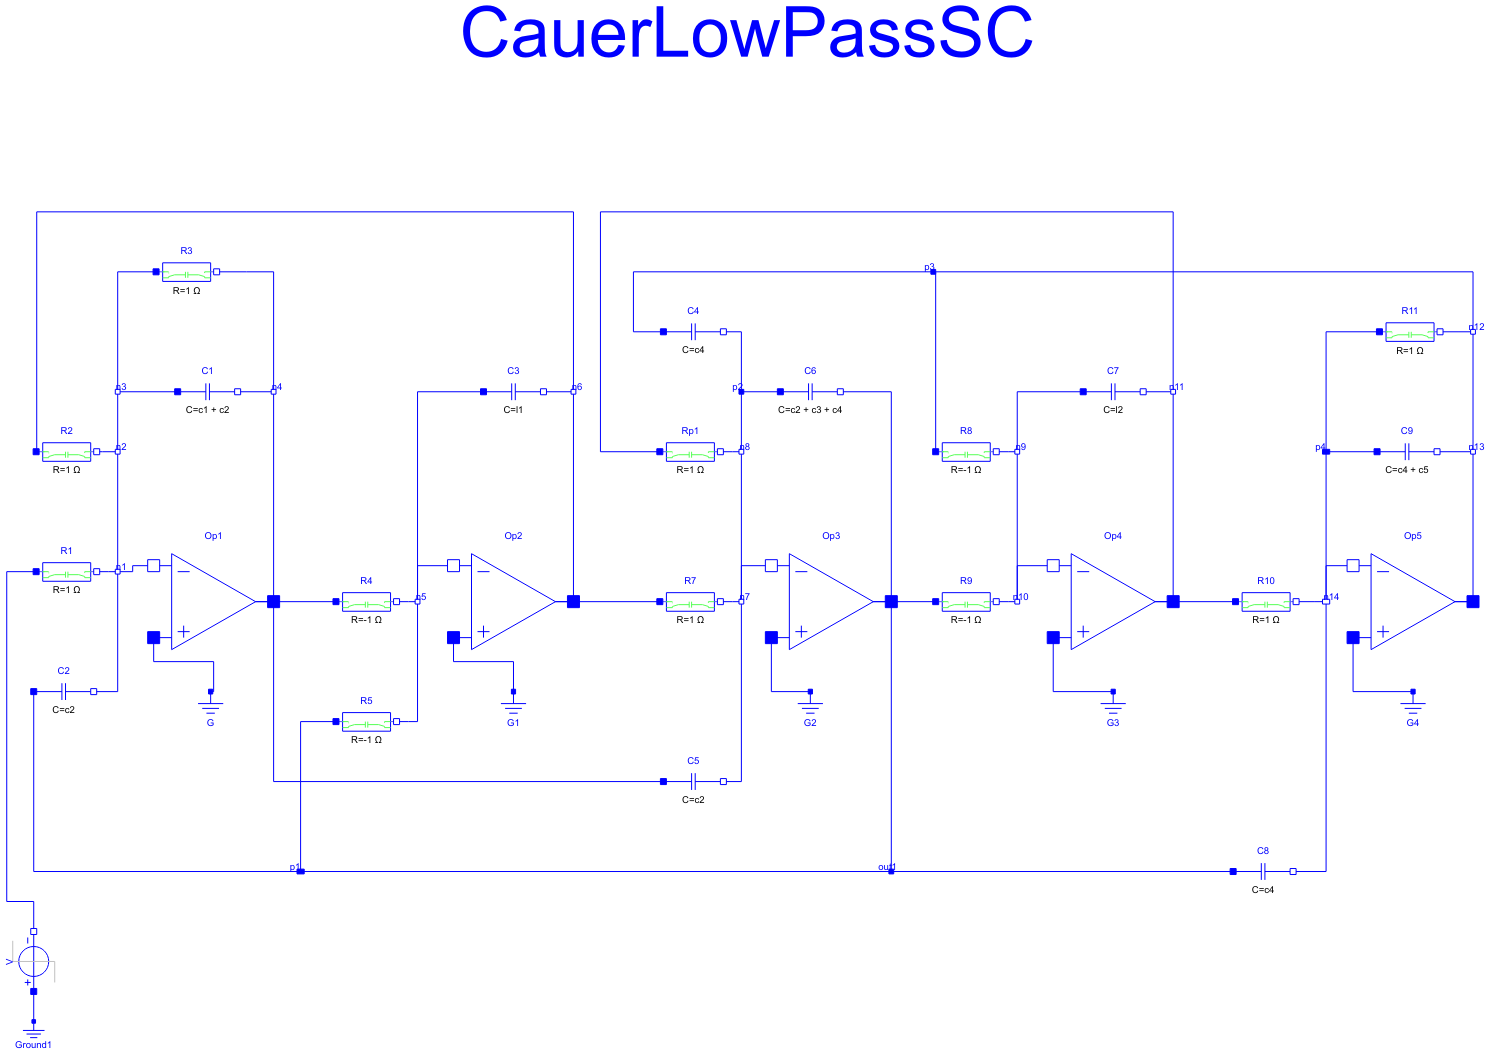 CauerLowPassSC
R3
R=1 Ω
p3
C4
C=c4
R11
R=1 Ω
n12
n3
C1
C=c1 + c2
n4
C3
C=l1
n6
p2
C6
C=c2 + c3 + c4
C7
C=l2
n11
R2
R=1 Ω
n2
Rp1
R=1 Ω
n8
R8
R=-1 Ω
n9
p4
C9
C=c4 + c5
n13
R1
R=1 Ω
n1
Op1
Op2
Op3
Op4
Op5
R4
R=-1 Ω
n5
R7
R=1 Ω
n7
R9
R=-1 Ω
n10
R10
R=1 Ω
n14
C2
C=c2
G
R5
R=-1 Ω
G1
G2
G3
G4
C5
C=c2
p1
out1
C8
C=c4
V
Ground1